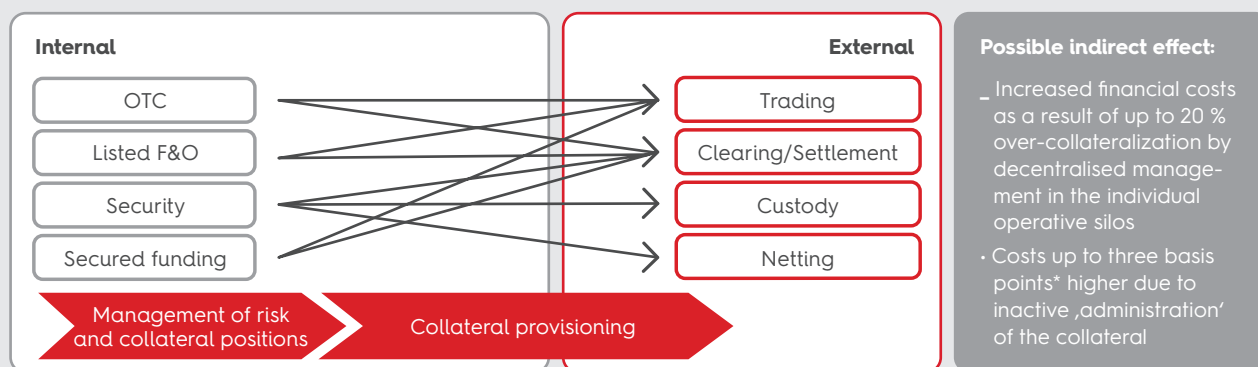 Internal
OTC
Listed F&O
Security
Secured funding
Management of risk
and collateral positions
Collateral provisioning
External
Trading
Clearing/Settlement
Custody
Netting
Possible indirect effect:
_ Increased financial costs
as a result of up to 20 %
over-collateralization by
decentralised manage-
ment in the individual
operative silos
· Costs up to three basis
points* higher due to
inactive ‚administration‘
of the collateral